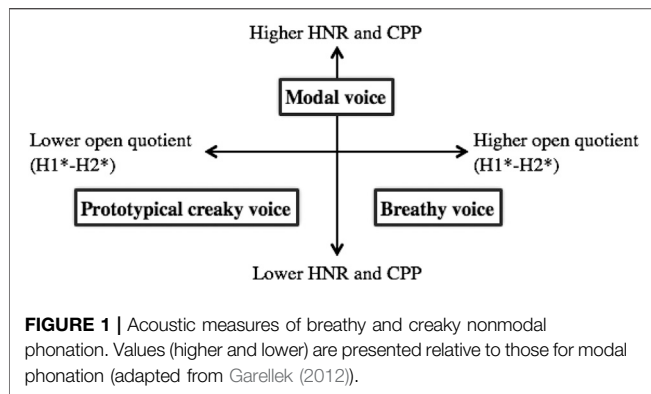 Higher HNR and CPP
Modal voice
Lower open quotient
(H1*-H2*)
Higher open quotient
(H1*-H2*)
Prototypical creaky voice
Breathy voice
Lower HNR and CPP
FIGURE 1 | Acoustic measures of breathy and creaky nonmodal
phonation. Values (higher and lower) are presented relative to those for modal
phonation (adapted from Garellek (2012)).